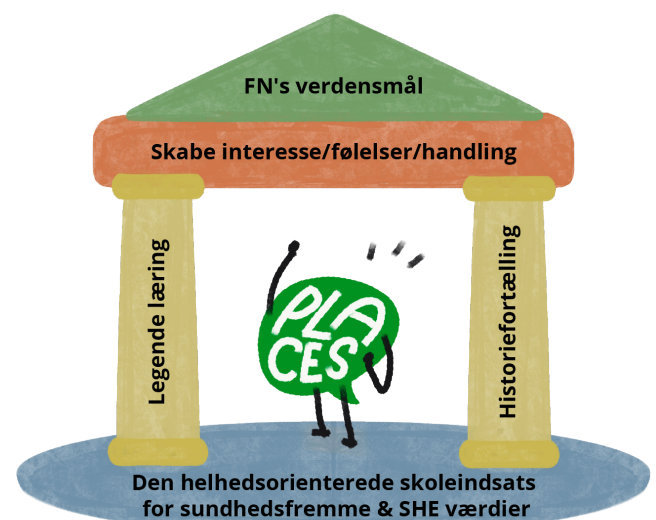 FN's verdensmål
Skabe interesse/følelser/handling
Legende læring
PLA
CES
Historiefortælling
Den helhedsorienterede skoleindsats
for sundhedsfremme & SHE værdier